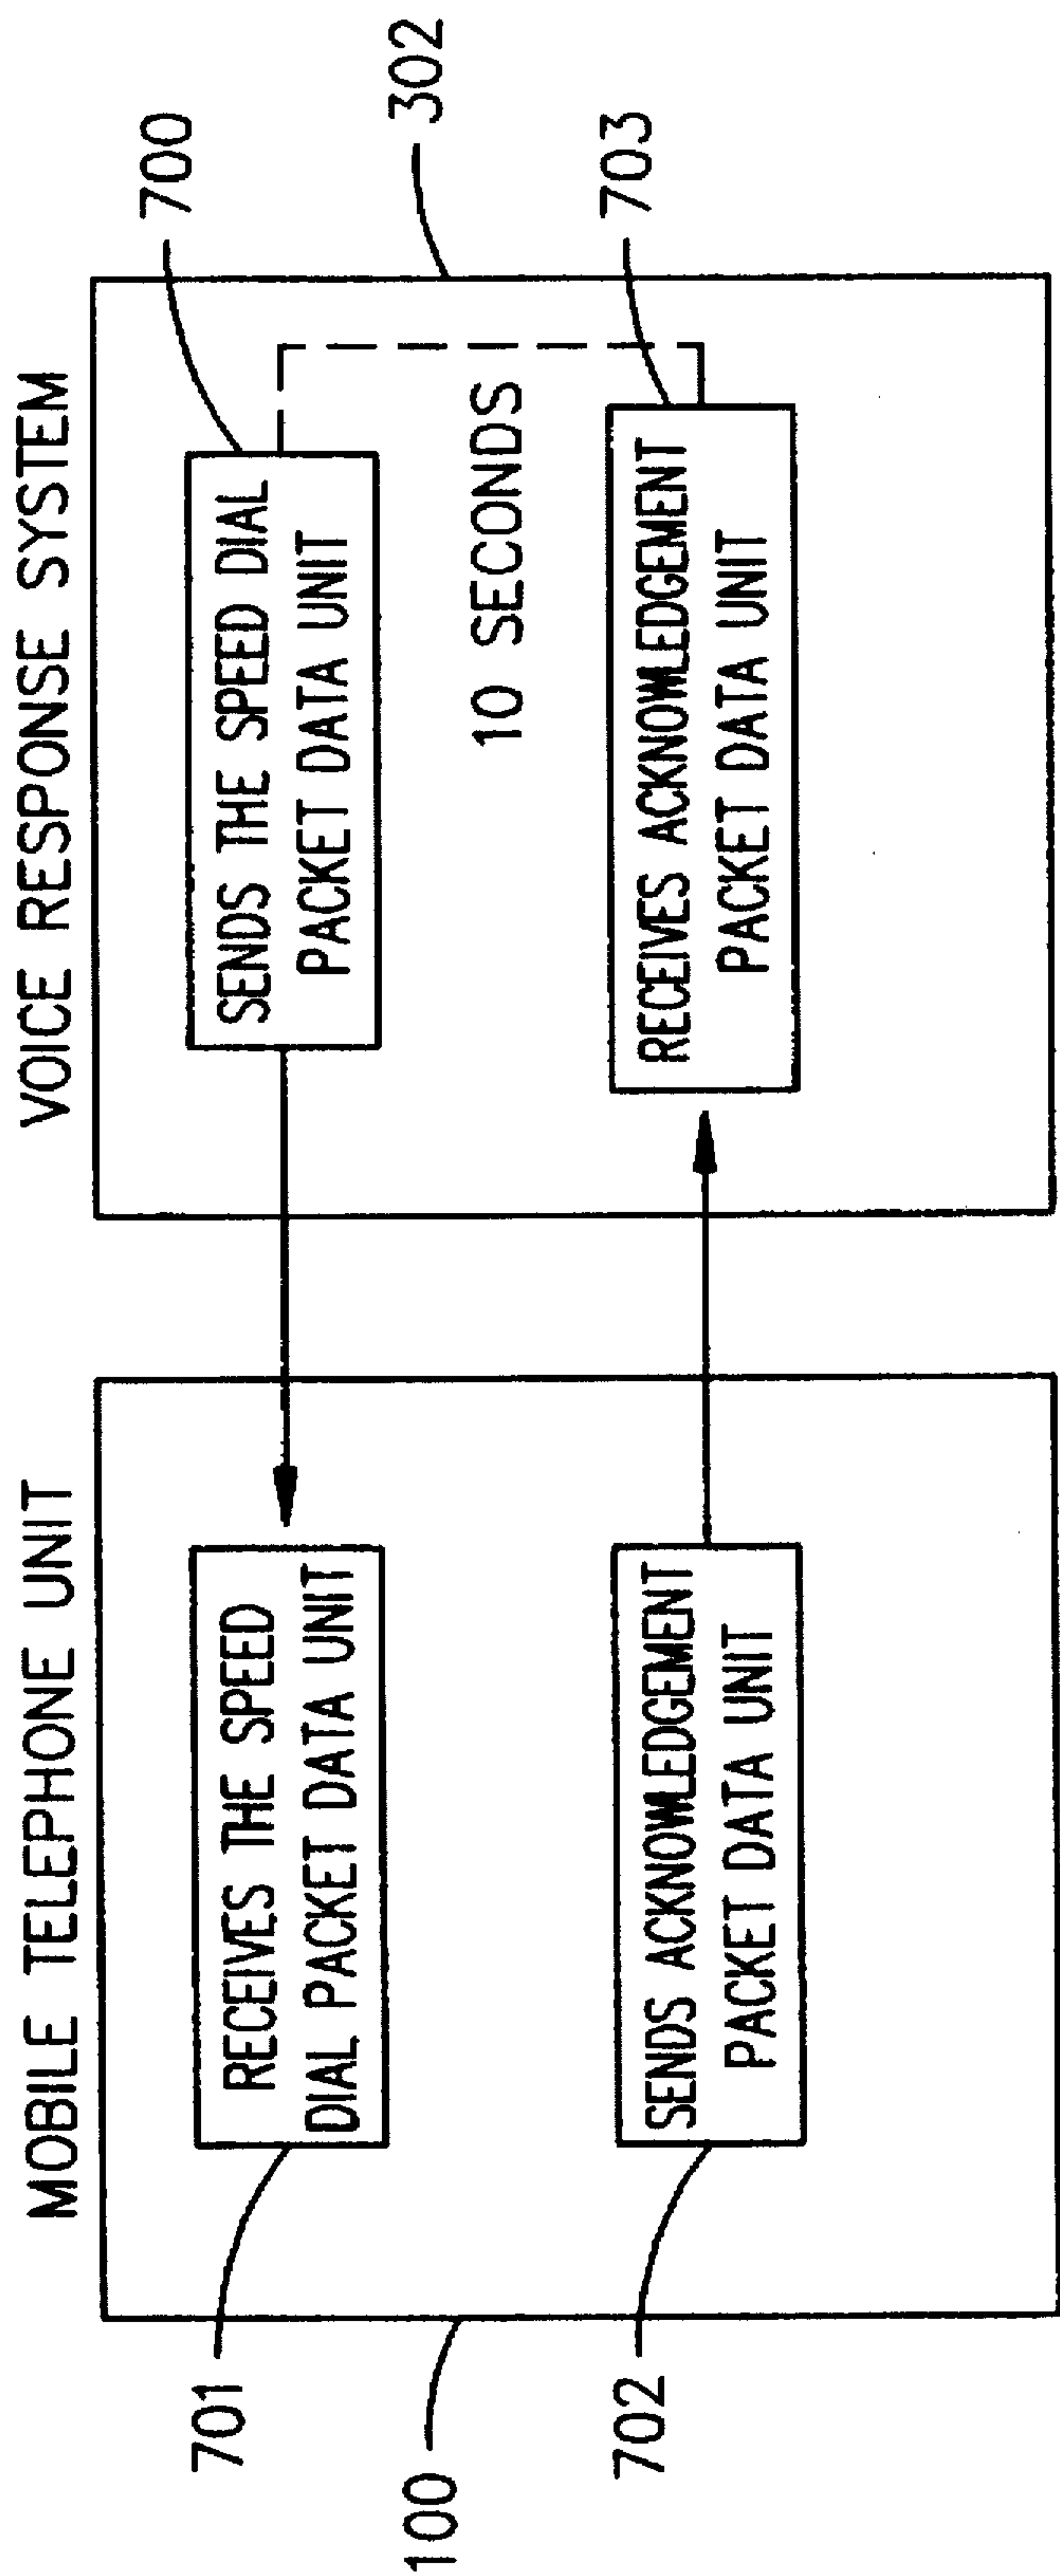 MOBILE TELEPHONE UNIT
100
701
RECEIVES THE SPEED
DIAL PACKET DATA UNIT
702
SENDS ACKNOWLEDGEMENT
PACKET DATA UNIT
VOICE RESPONSE SYSTEM
700
302
SENDS THE SPEED DIAL
PACKET DATA UNIT
10 SECONDS
703
RECEIVES ACKNOWLEDGEMENT
PACKET DATA UNIT